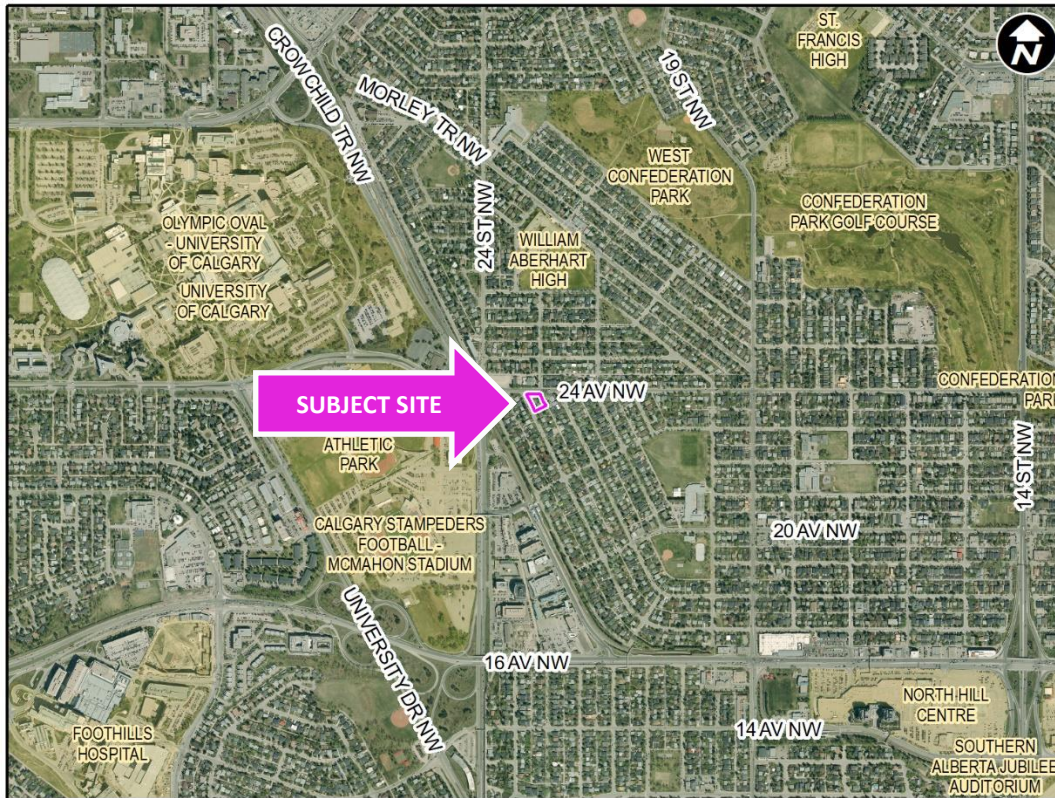 ST.
FRANCIS
HIGH
N
CROWCHILD TR NW
MORLEY TR NW
19 ST NW
WEST
CONFEDERATION
PARK
CONFEDERATION
PARK GOLF COURSE
24 ST NW
OLYMPIC OVAL
- UNIVERSITY
OF CALGARY
UNIVERSITY
OF CALGARY
WILLIAM
ABERHART
HIGH
SUBJECT SITE
24 AV NW
CONFEDERATION
PARK
14 ST NW
ATHLETIC
PARK
CALGARY STAMPEDERS
FOOTBALL -
MCMAHON STADIUM
20 AV NW
UNIVERSITY DR NW
16 AV NW
FOOTHILLS
HOSPITAL
14 AV NW
NORTH HILL
CENTRE
SOUTHERN
ALBERTA JUBILEE
AUDITORIUM